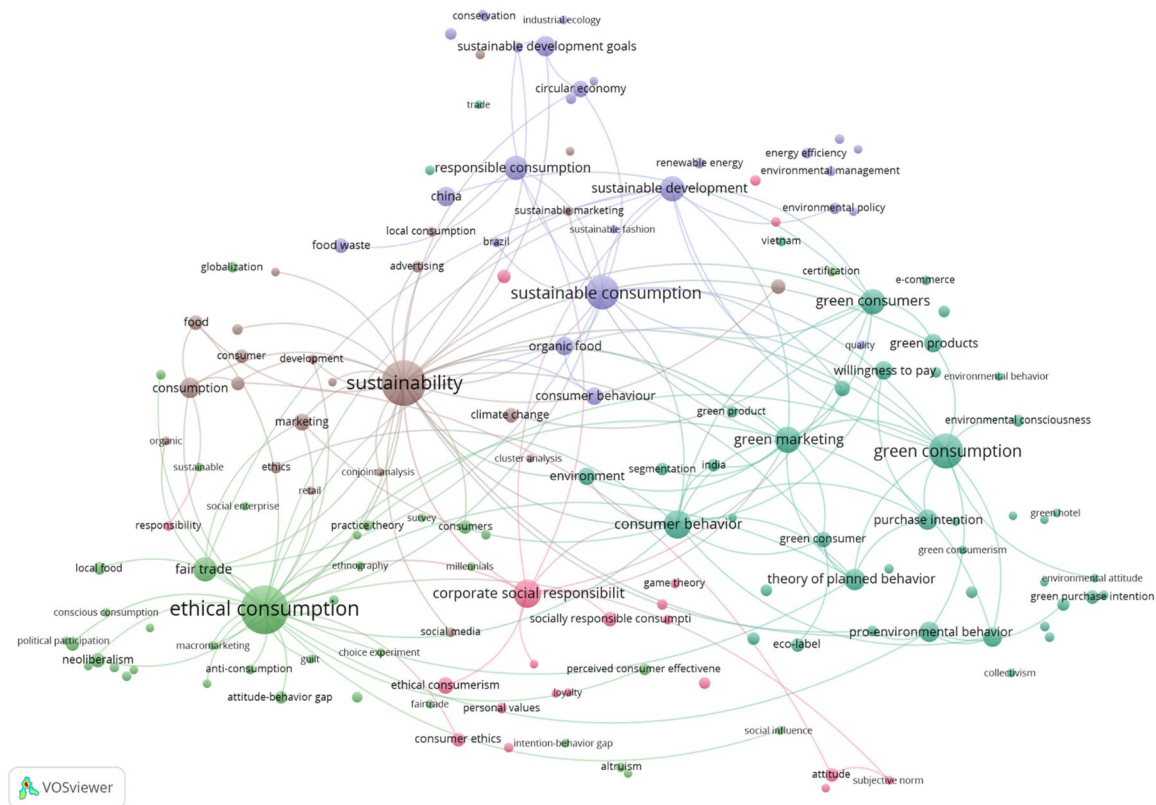 conservation
industrial ecology
sustainable development goals
circular economy
trade
energy efficiency
renewable energy
responsible consumption
environmental management
sustainable development
china
sustainable marketing
environmental policy
local consumption
sustainable fashion
food waste
brazil
vietnam
globalization
advertising
certification
e-commerce
sustainable consumption
green consumers
food
organic food
quality
green products
consumer
development
willingness to pay
environmental behavior
sustainability
consumption
consumer behaviour
climate change
green product
marketing
environmental consciousness
organic
green marketing
green consumption
sustainable
ethics
conjoint analysis
cluster analysis
environment
segmentation
india
retail
social enterprise
survey
responsibility
practice theory
consumers
consumer behavior
purchase intention
green hotel
green consumer
green consumerism
local food
fair trade
ethnography
millennials
theory of planned behavior
environmental attitude
game theory
corporate social responsibilit
green purchase intention
ethical consumption
conscious consumption
socially responsible consumpti
political participation
macromarketing
social media
pro-environmental behavior
choice experiment
eco-label
neoliberalism
anti-consumption
guilt
perceived consumer effectivene
collectivism
ethical consumerism
attitude-behavior gap
loyalty
fairtrade
personal values
social influence
consumer ethics
intention-behavior gap
altruism
attitude
subjective norm
VOSviewer